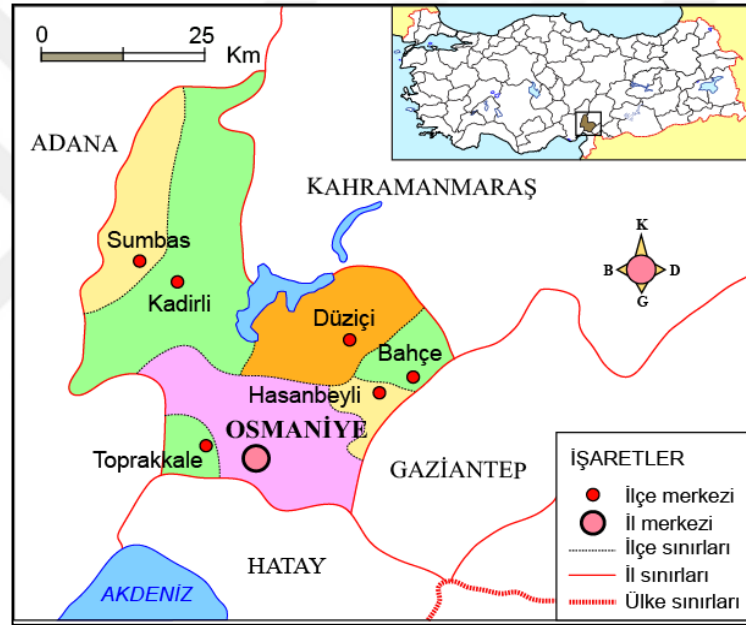 0 25
Km
ADANA
KAHRAMANMARAŞ
K
B D
G
Sumbas
Kadirli
Düziçi
Bahçe
Hasanbeyli
OSMANİYE
Toprakkale
GAZİANTEP
HATAY
AKDENİZ
İŞARETLER
İlçe merkezi
İl merkezi
İlçe sınırları
İl sınırları
Ülke sınırları